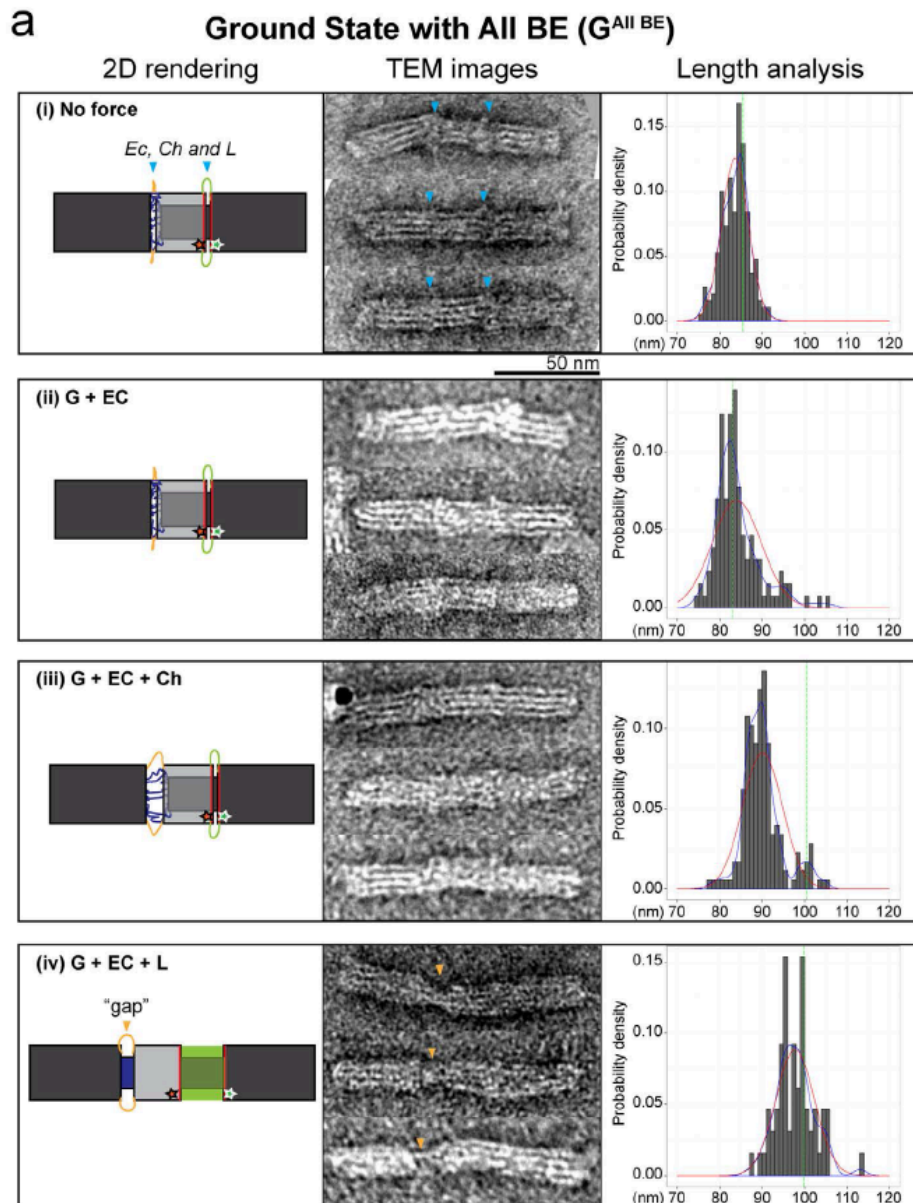 a
Ground State with All BE (G^All BE)
2D rendering TEM images Length analysis
(i) No force
Ec, Ch and L
Probability density
0.15
0.10
0.05
0.00
(nm) 70 80 90 100 110 120
50 nm
(ii) G + EC
Probability density
0.10
0.05
0.00
(nm) 70 80 90 100 110 120
(iii) G + EC + Ch
Probability density
0.10
0.05
0.00
(nm) 70 80 90 100 110 120
(iv) G + EC + L
"gap"
Probability density
0.15
0.10
0.05
0.00
(nm) 70 80 90 100 110 120